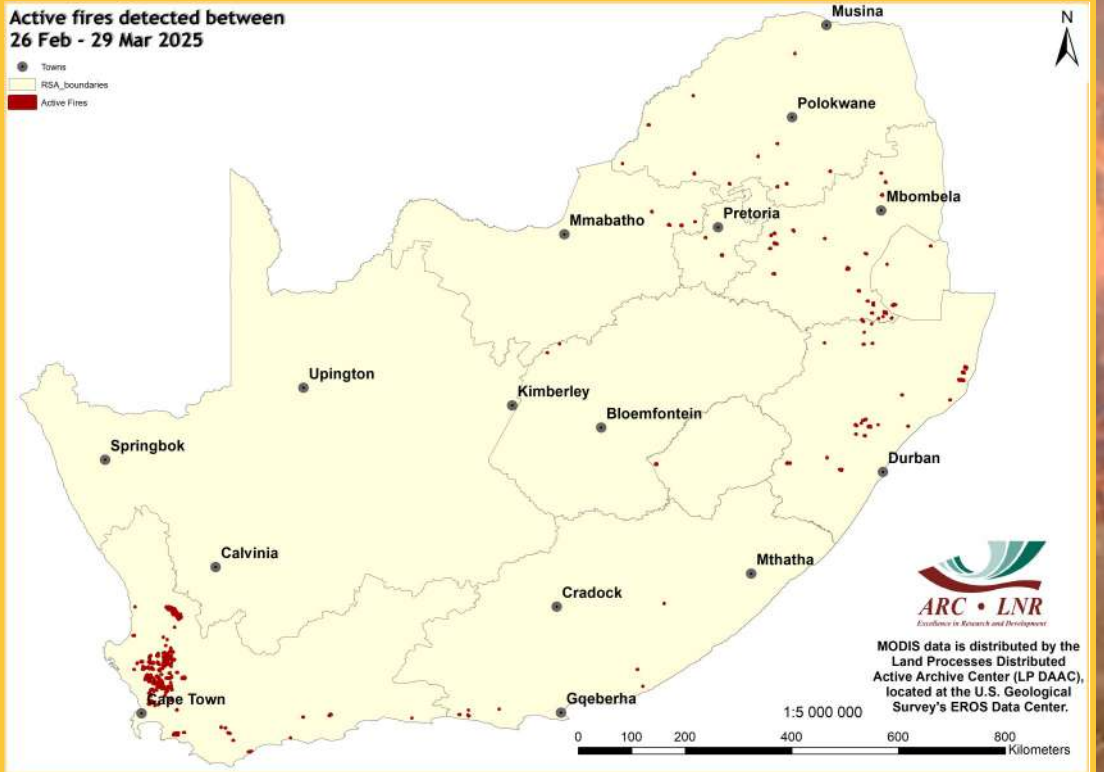 Active fires detected between
26 Feb - 29 Mar 2025
Towns
RSA_boundaries
Active Fires
N
Musina
Polokwane
Mbombela
Pretoria
Mmabatho
Upington
Kimberley
Bloemfontein
Springbok
Durban
Calvinia
Mthatha
Cradock
Cape Town
Gqeberha
ARC • LNR
Excellence in Research and Development
MODIS data is distributed by the
Land Processes Distributed
Active Archive Center (LP DAAC),
located at the U.S. Geological
Survey's EROS Data Center.
1:5 000 000
0 100 200 400 600 800
Kilometers